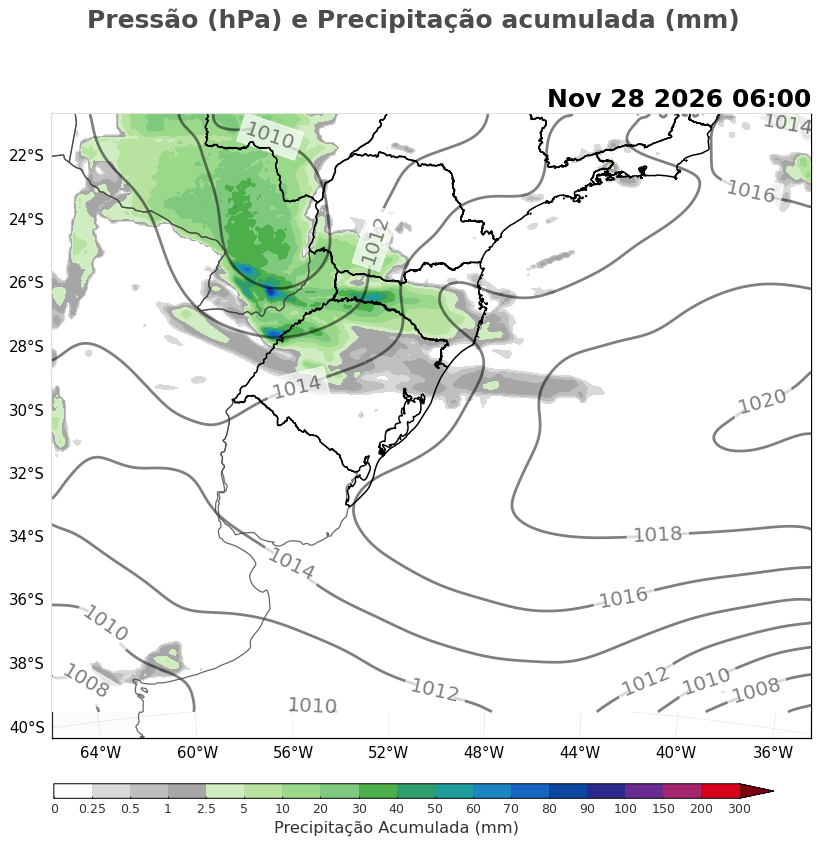 Pressão (hPa) e Precipitação acumulada (mm)
Nov 28 2026 06:00
1010
1014
1016
1012
1014
1020
1018
1014
1016
1010
1008
1012
1010
1012
1010
1008
22°S
24°S
26°S
28°S
30°S
32°S
34°S
36°S
38°S
40°S
64°W 60°W 56°W 52°W 48°W 44°W 40°W 36°W
0 0.25 0.5 1 2.5 5 10 20 30 40 50 60 70 80 90 100 150 200 300
Precipitação Acumulada (mm)